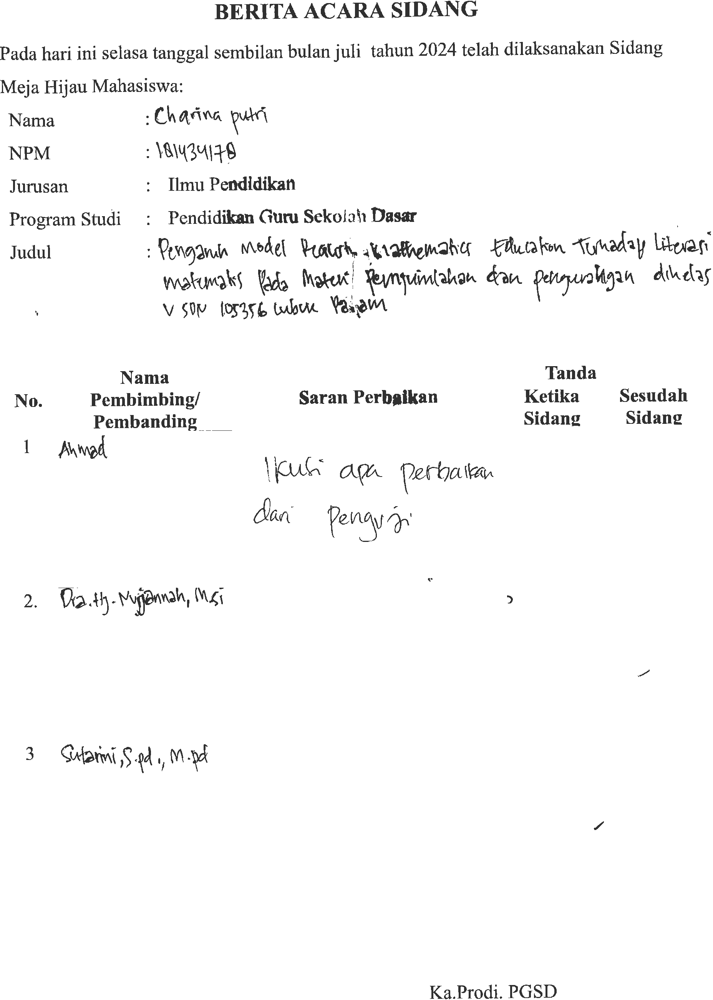 BERITA ACARA SIDANG
Pada hari ini selasa tanggal sembilan bulan juli tahun 2024 telah dilaksanakan Sidang
Meja Hijau Mahasiswa:
Nama : Charina putri
NPM : 181434178
Jurusan : Ilmu Pendidikan
Program Studi : Pendidikan Guru Sekolah Dasar
Judul : Pengaruh Model Realistik Mathematics Education Terhadap Literasi
matematis Pada Materi Penjumlahan dan pengurangan dikelas
V SDN 105356 Lubuk Pakam
Nama Tanda
No. Pembimbing/ Saran Perbaikan Ketika Sesudah
Pembanding Sidang Sidang
1 Ahmad
Ikuti apa perbaikan
dari Penguji
2. Dra.Hj. Nurjannah, M.Si
3 Sutarini, S.pd., M.pd
Ka.Prodi. PGSD